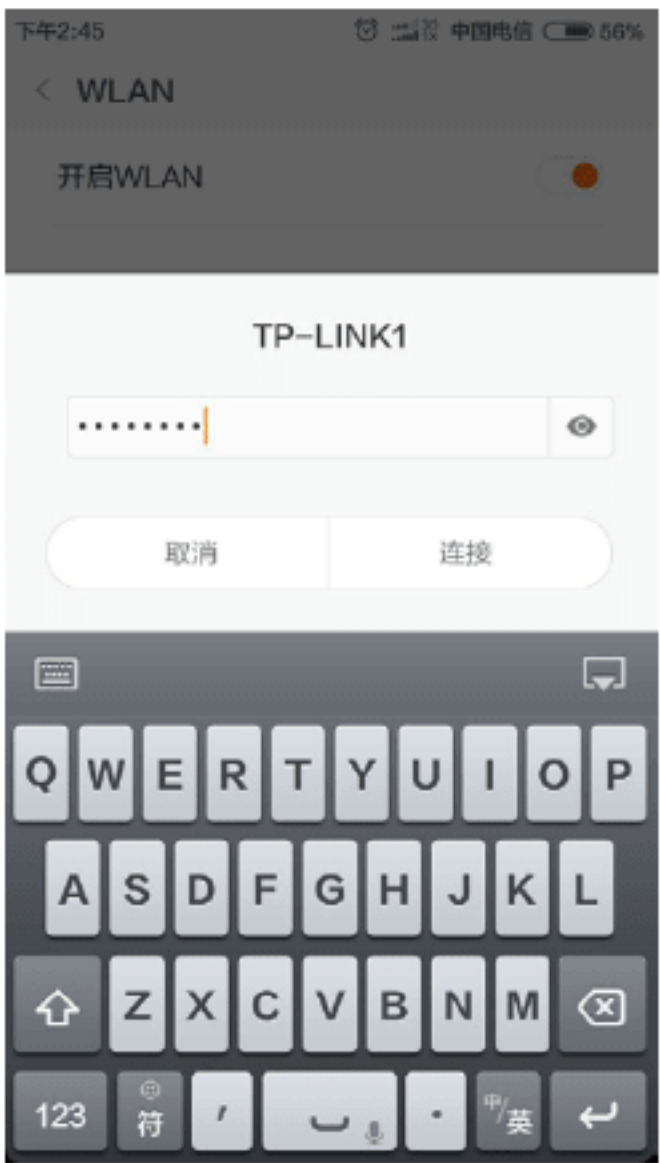 下午2:45 中国电信 56%
WLAN
开启WLAN
TP-LINK1
••••••••
取消 连接
Q W E R T Y U I O P
A S D F G H J K L
Z X C V B N M
123 符 , . 中/英